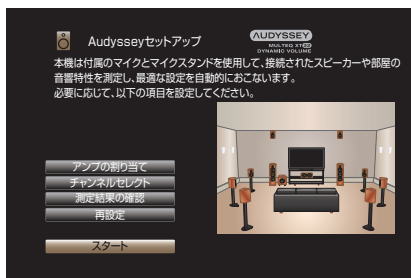 Audysseyセットアップ
AUDYSSEY
MULTEQ XT32
DYNAMIC VOLUME
本機は付属のマイクとマイクスタンドを使用して、接続されたスピーカーや部屋の
音響特性を測定し、最適な設定を自動的におこないます。
必要に応じて、以下の項目を設定してください。
アンプの割り当て
チャンネルセレクト
測定結果の確認
再設定
スタート